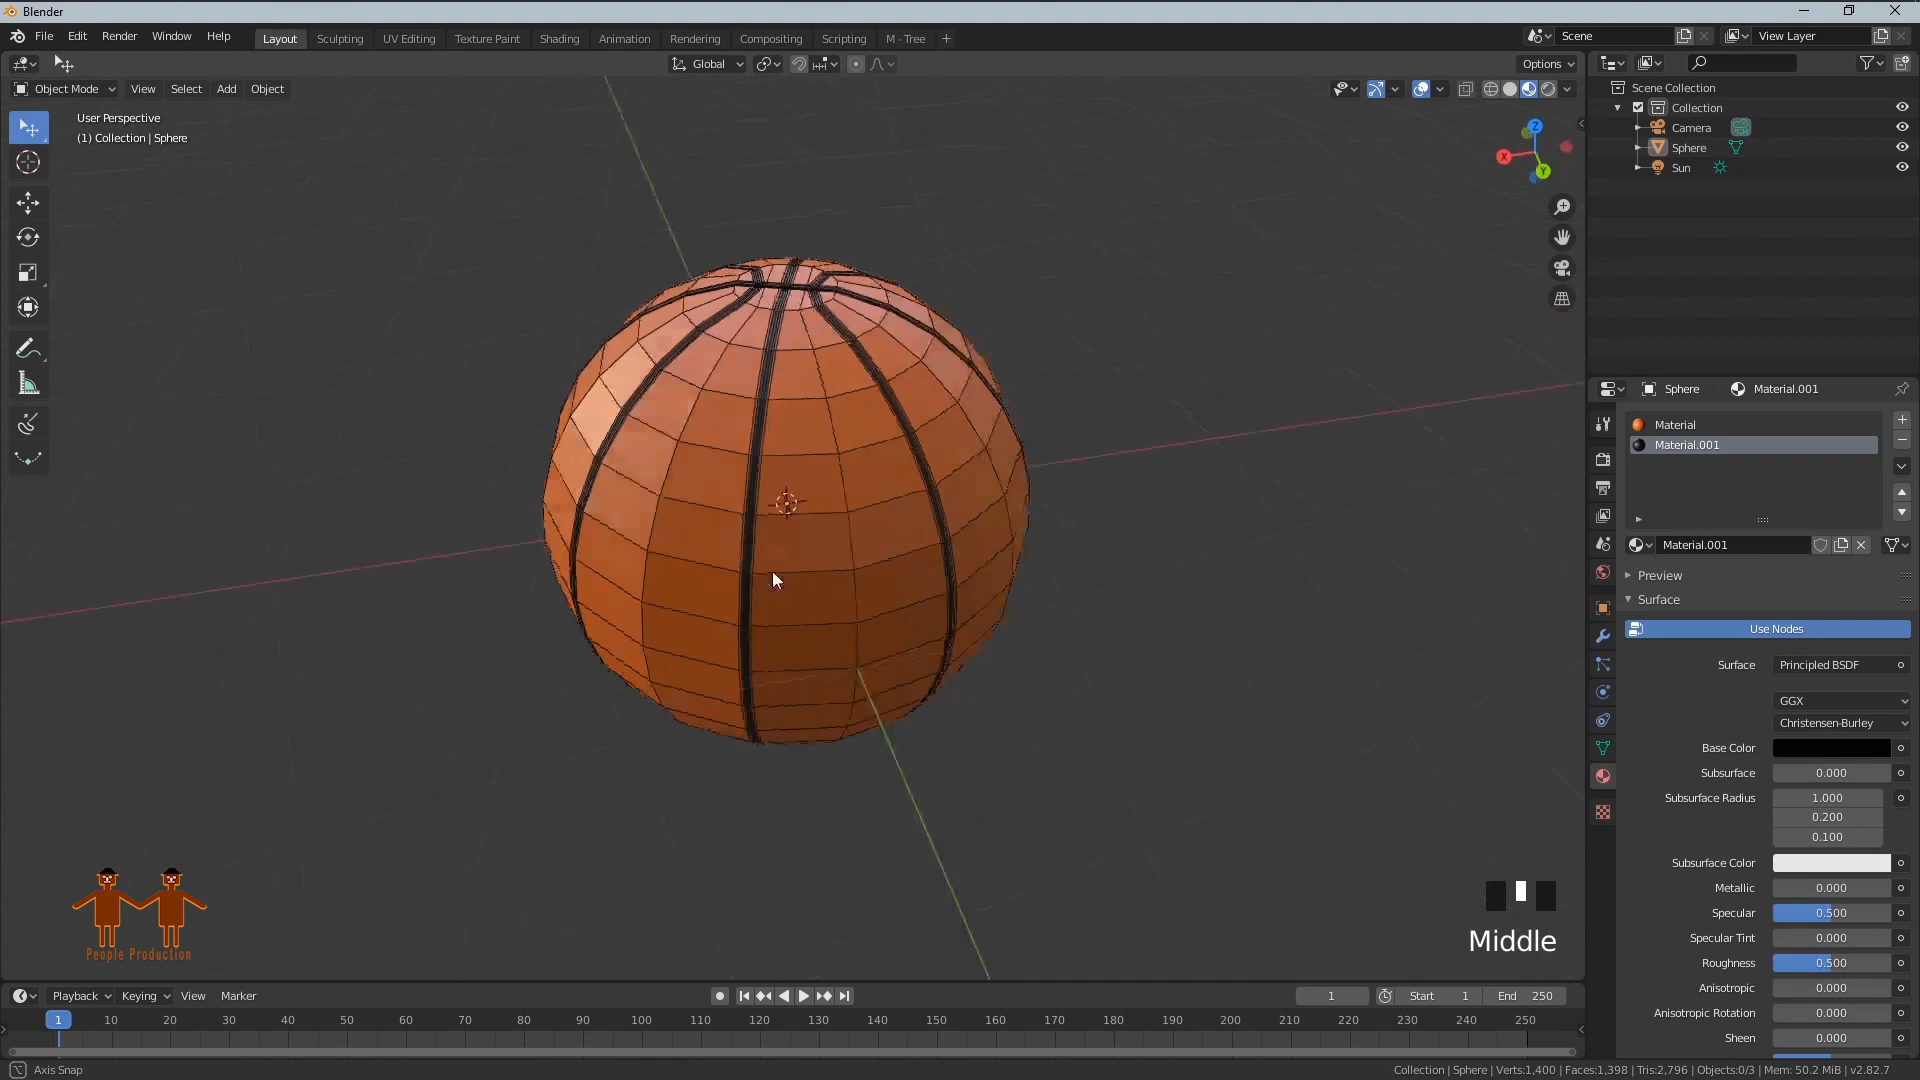 Blender
File Edit Render Window Help
Layout Sculpting UV Editing Texture Paint Shading Animation Rendering Compositing Scripting M - Tree +
Scene
View Layer
Global
Options
Object Mode View Select Add Object
User Perspective
(1) Collection | Sphere
Z
X
Y
Scene Collection
Collection
Camera
Sphere
Sun
Sphere Material.001
Material
Material.001
Material.001
Preview
Surface
Use Nodes
Surface Principled BSDF
GGX
Christensen-Burley
Base Color
Subsurface 0.000
Subsurface Radius 1.000
0.200
0.100
Subsurface Color
Metallic 0.000
Specular 0.500
Specular Tint 0.000
Roughness 0.500
Anisotropic 0.000
Anisotropic Rotation 0.000
Sheen 0.000
People Production
Middle
Playback Keying View Marker
1 Start 1 End 250
1 10 20 30 40 50 60 70 80 90 100 110 120 130 140 150 160 170 180 190 200 210 220 230 240 250
Axis Snap
Collection | Sphere | Verts:1,400 | Faces:1,398 | Tris:2,796 | Objects:0/3 | Mem: 50.2 MiB | v2.82.7